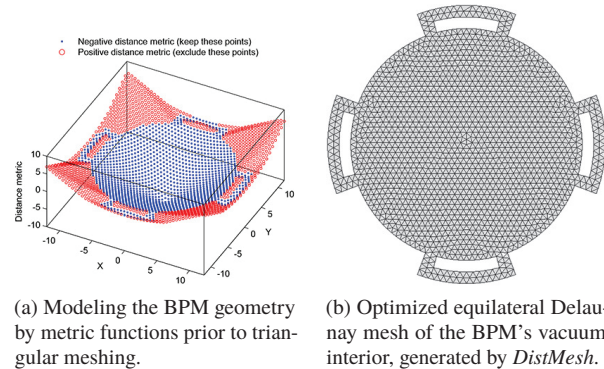 Negative distance metric (keep these points)
Positive distance metric (exclude these points)
Distance metric
10
5
0
-5
-10
-10
-5
0
5
10
X
-10
-5
0
5
10
Y
(a) Modeling the BPM geometry
by metric functions prior to trian-
gular meshing.
(b) Optimized equilateral Delau-
nay mesh of the BPM's vacuum
interior, generated by DistMesh.